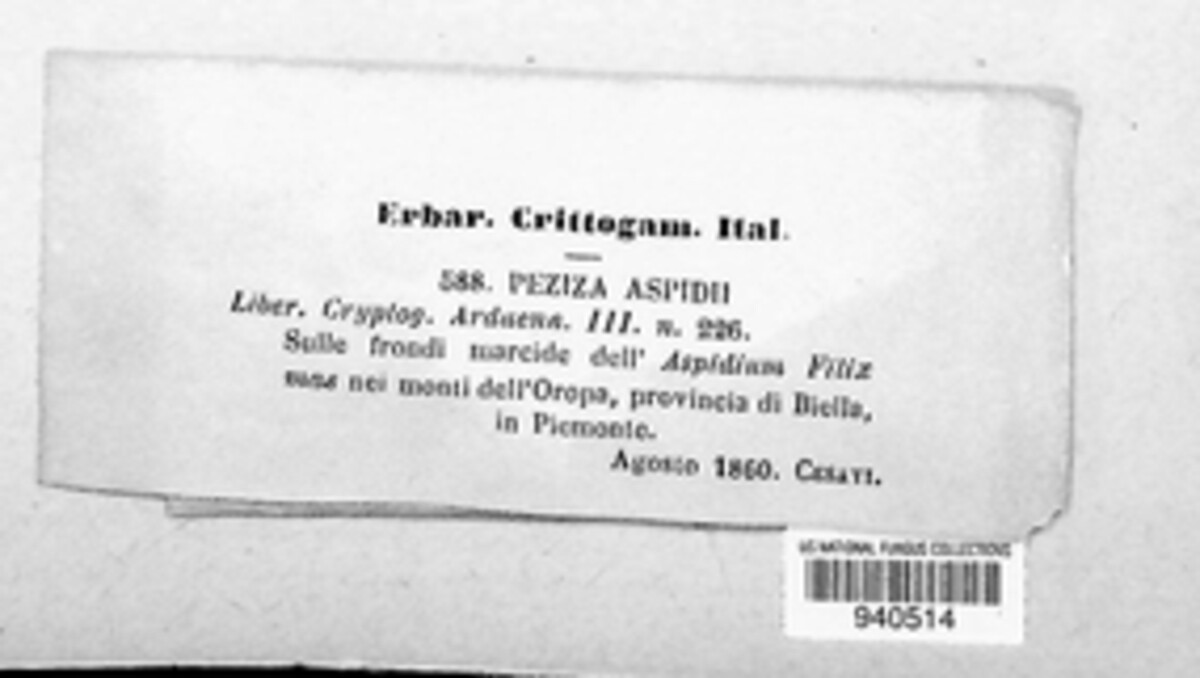 Erbar. Crittogam. Ital.
588. PEZIZA ASPIDII
Liber. Cryptog. Arduenn. III. n. 226.
Sulle frondi marcide dell' Aspidium Filix
mas nei monti dell'Oropa, provincia di Biella,
in Piemonte.
Agosto 1860. CESATI.
US NATIONAL FUNGUS COLLECTIONS
940514